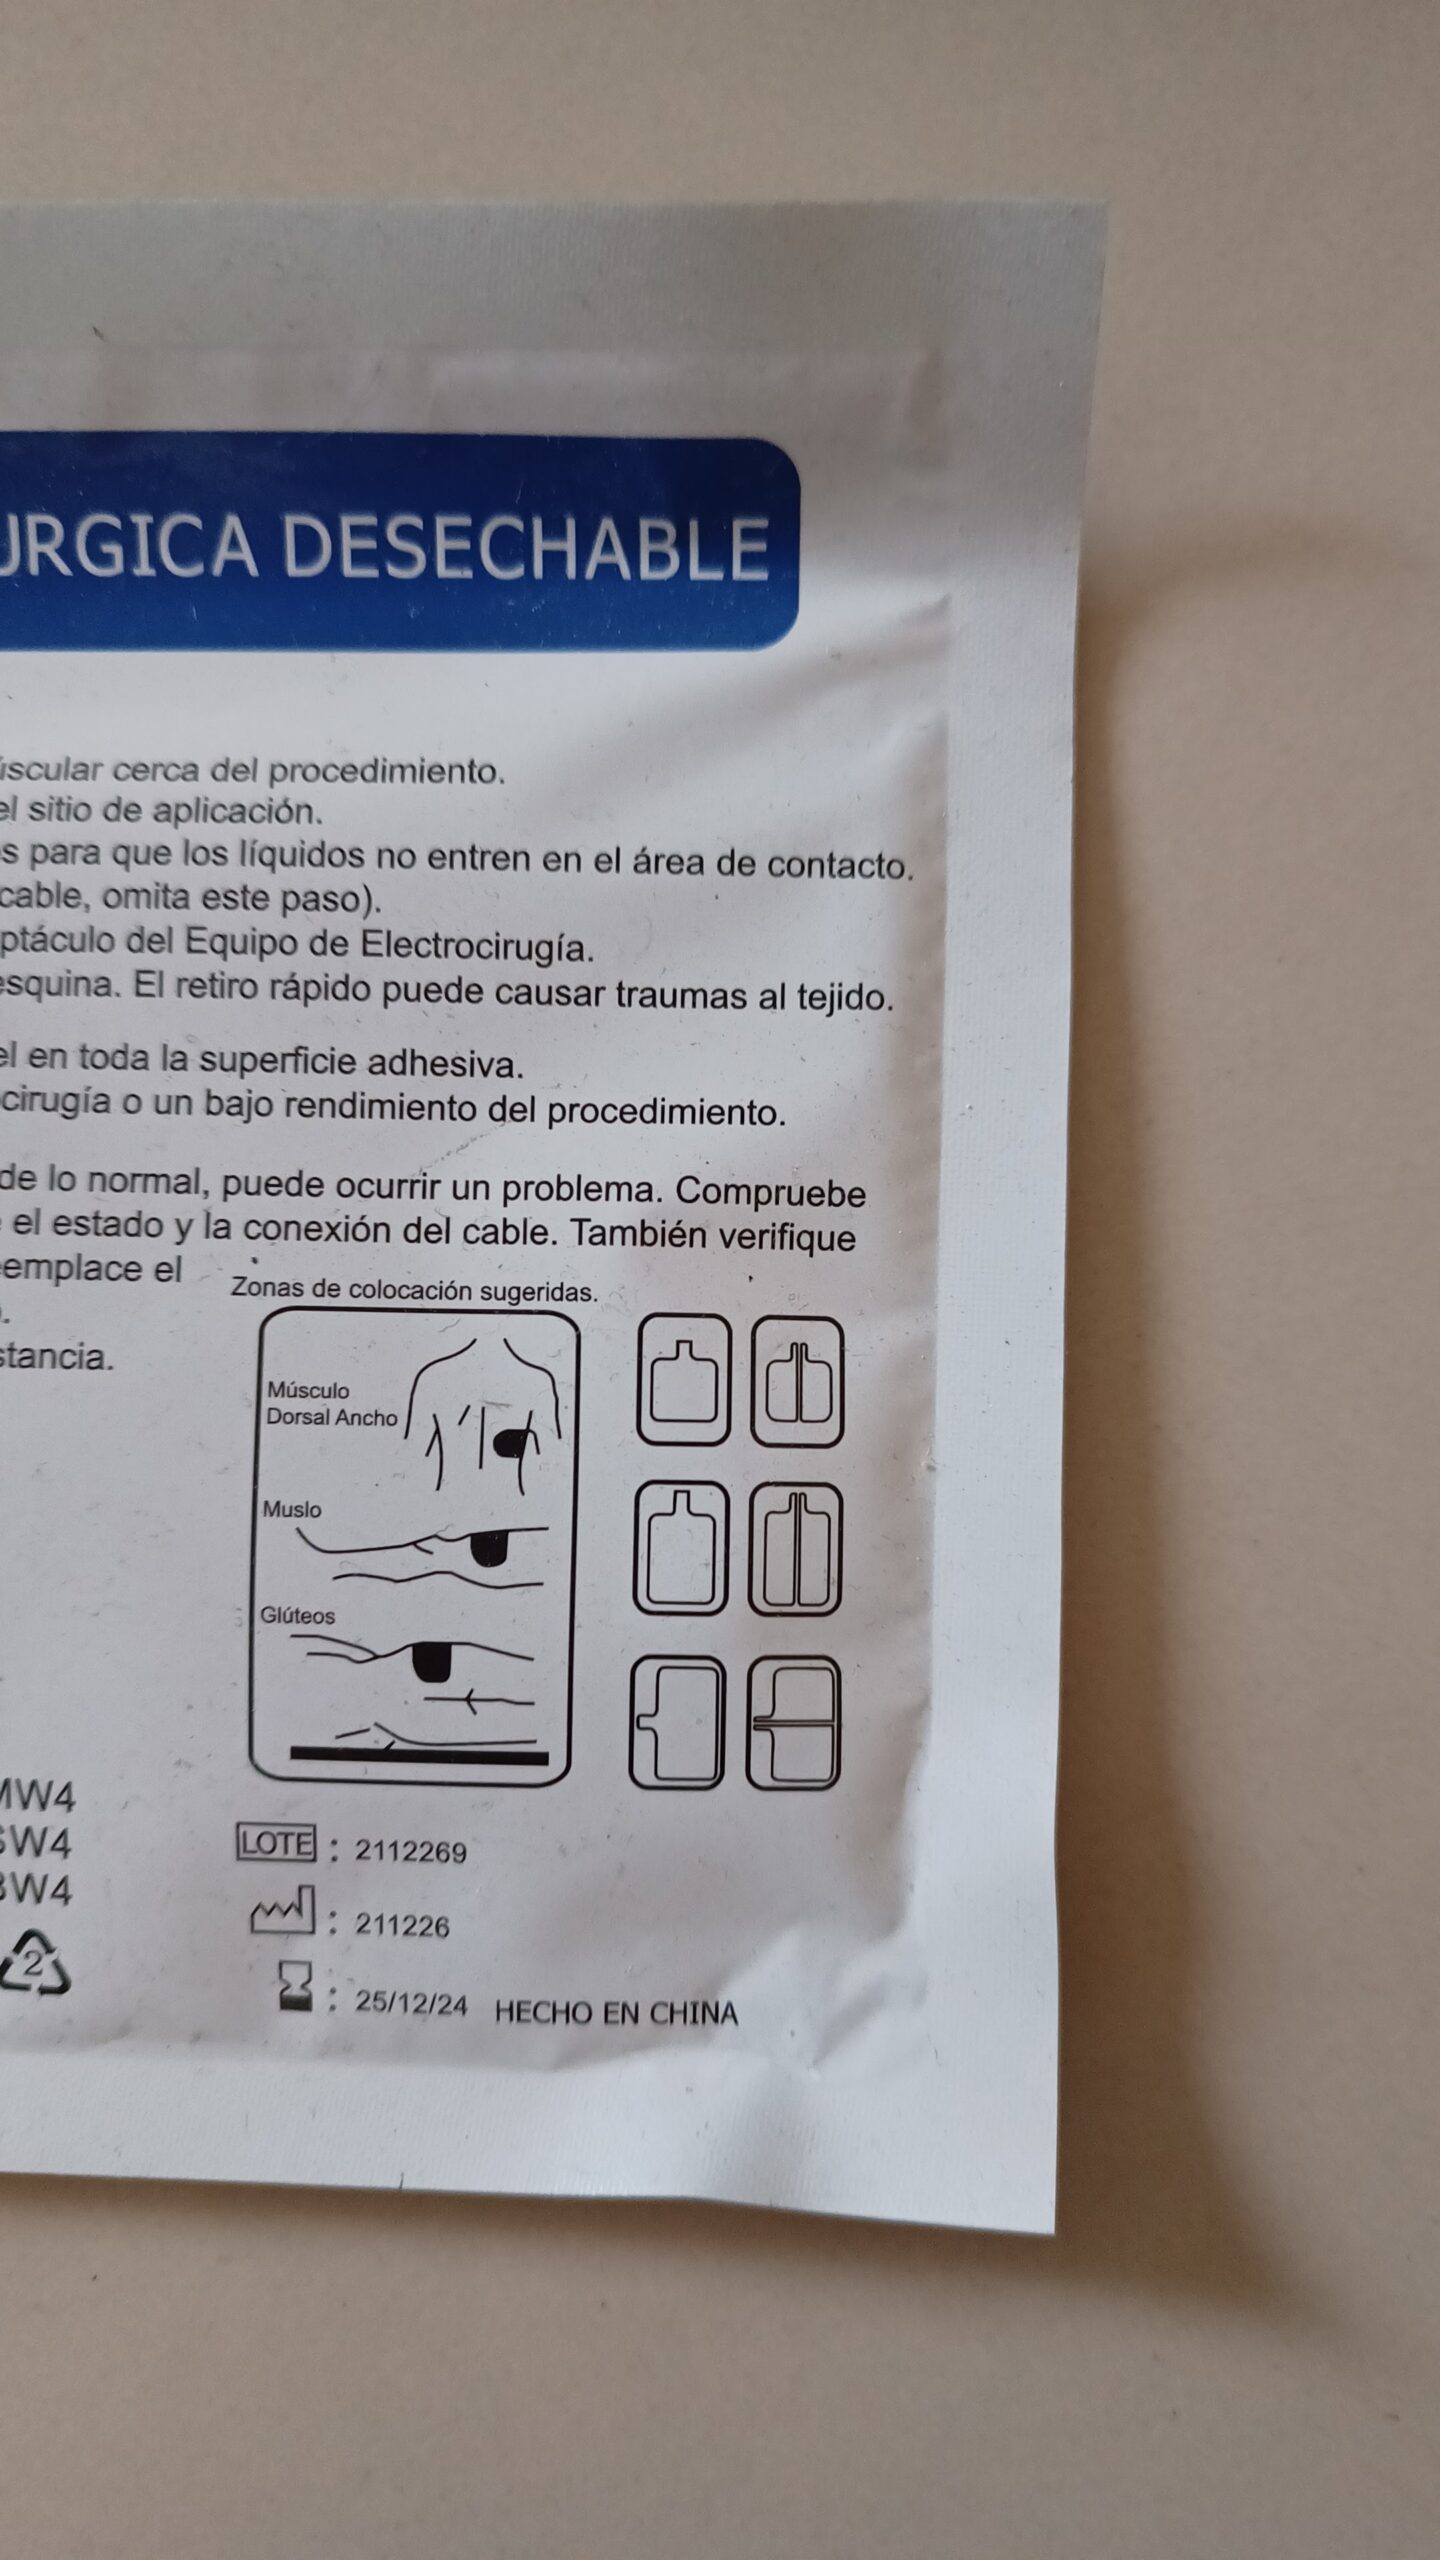 URGICA DESECHABLE
úscular cerca del procedimiento.
el sitio de aplicación.
s para que los líquidos no entren en el área de contacto.
cable, omita este paso).
ptáculo del Equipo de Electrocirugía.
esquina. El retiro rápido puede causar traumas al tejido.
el en toda la superficie adhesiva.
cirugía o un bajo rendimiento del procedimiento.
de lo normal, puede ocurrir un problema. Compruebe
el estado y la conexión del cable. También verifique
emplace el
Zonas de colocación sugeridas.
stancia.
Músculo
Dorsal Ancho
Muslo
Glúteos
MW4
SW4
BW4
2
LOTE : 2112269
: 211226
: 25/12/24 HECHO EN CHINA